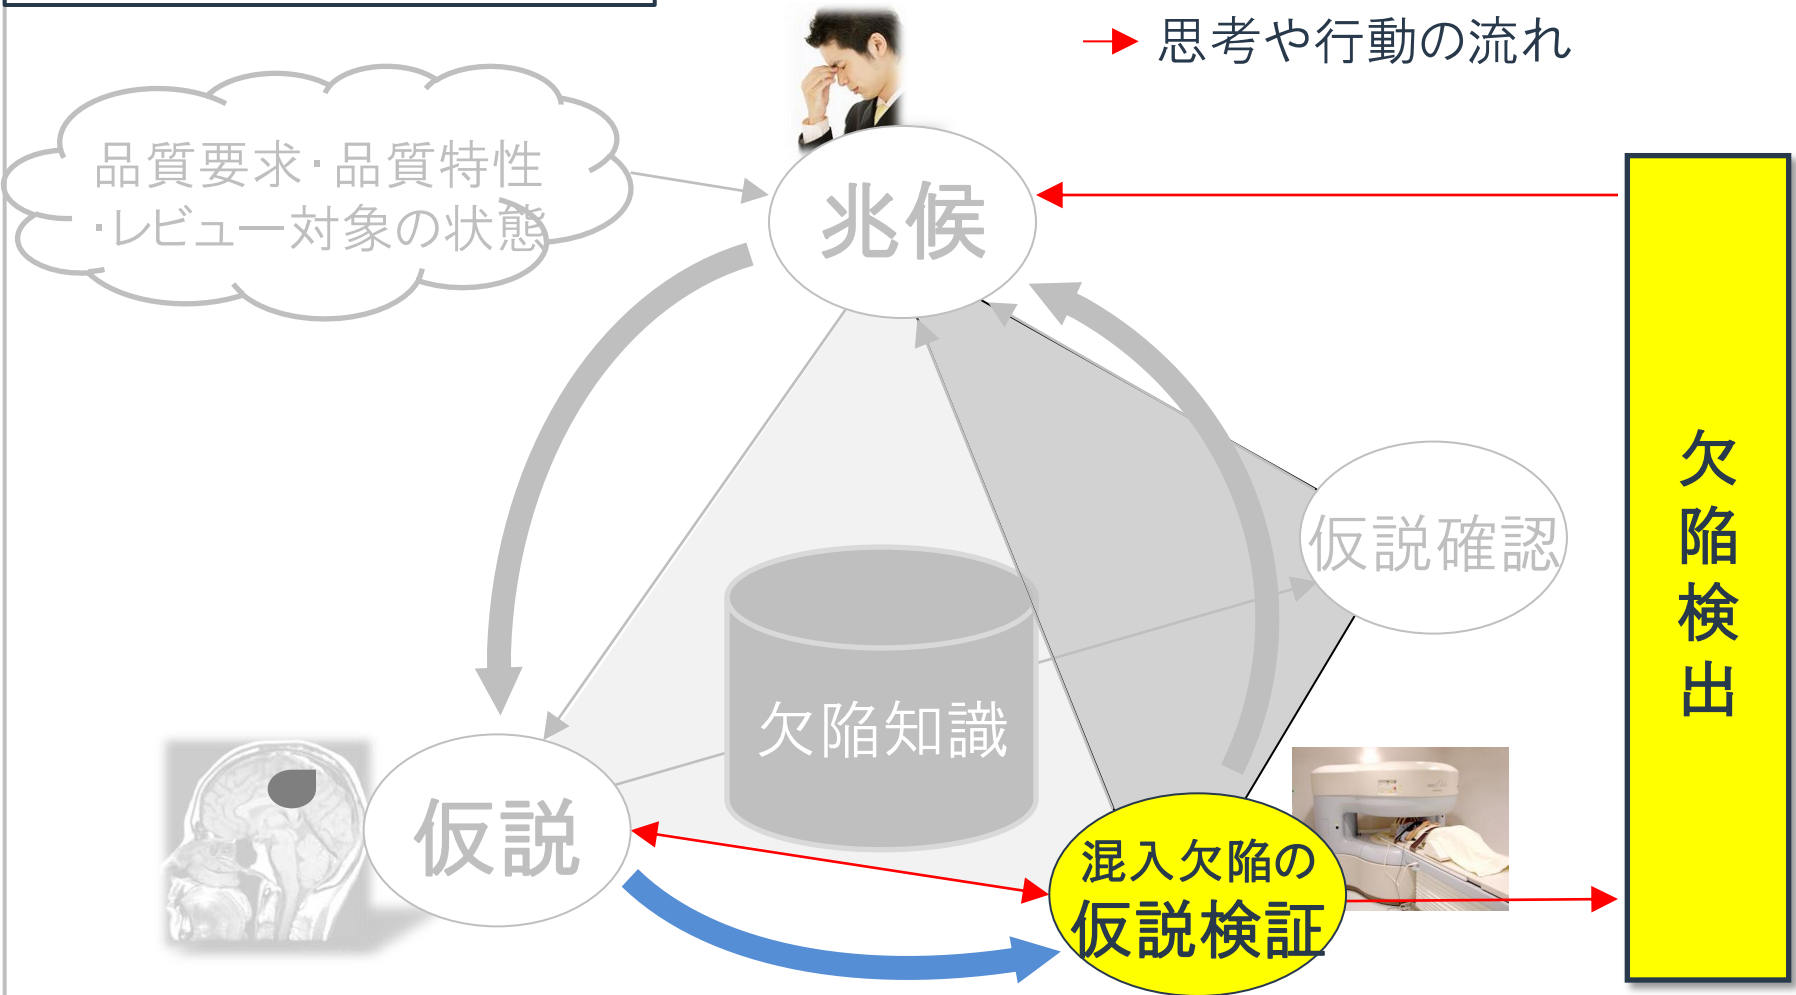 思考や行動の流れ
品質要求・品質特性
・レビュー対象の状態
兆候
仮説確認
欠陥知識
仮説
混入欠陥の
仮説検証
欠陥検出